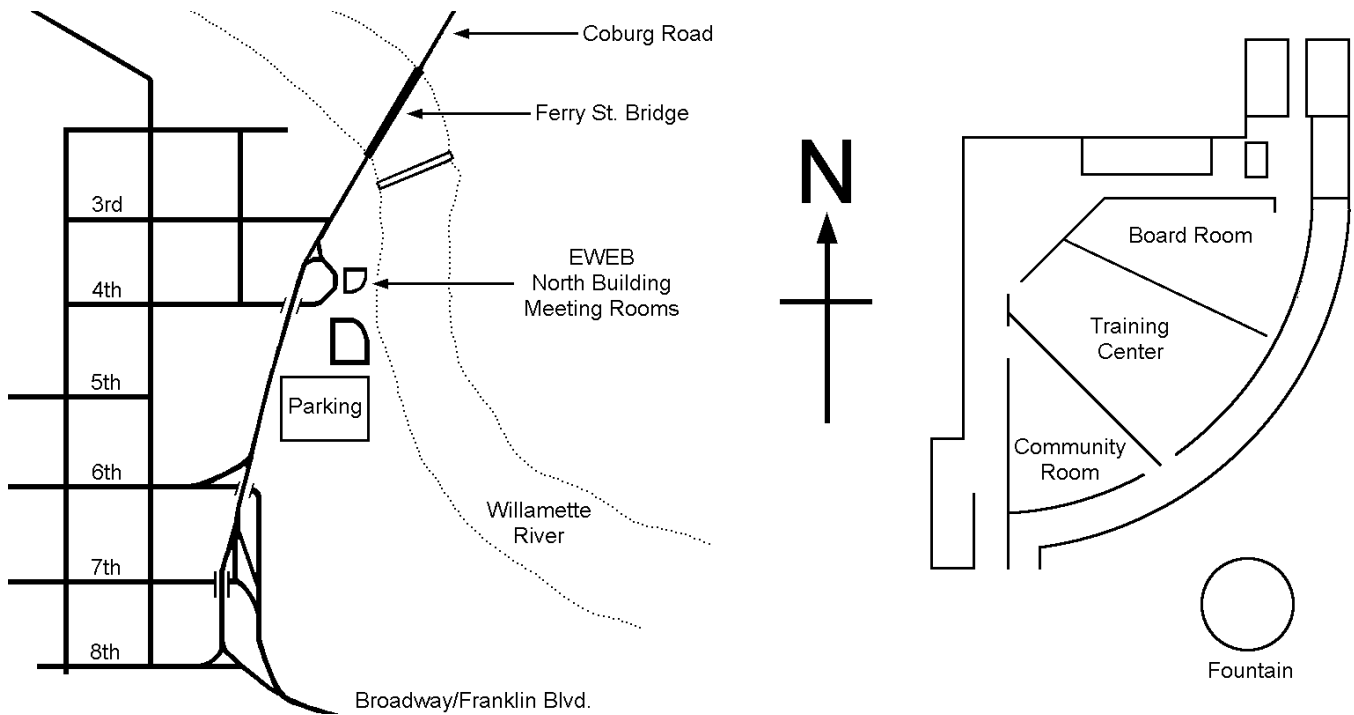 Coburg Road
Ferry St. Bridge
3rd
EWEB
North Building
Meeting Rooms
4th
5th
Parking
6th
Willamette
River
7th
8th
Broadway/Franklin Blvd.
N
Board Room
Training
Center
Community
Room
Fountain